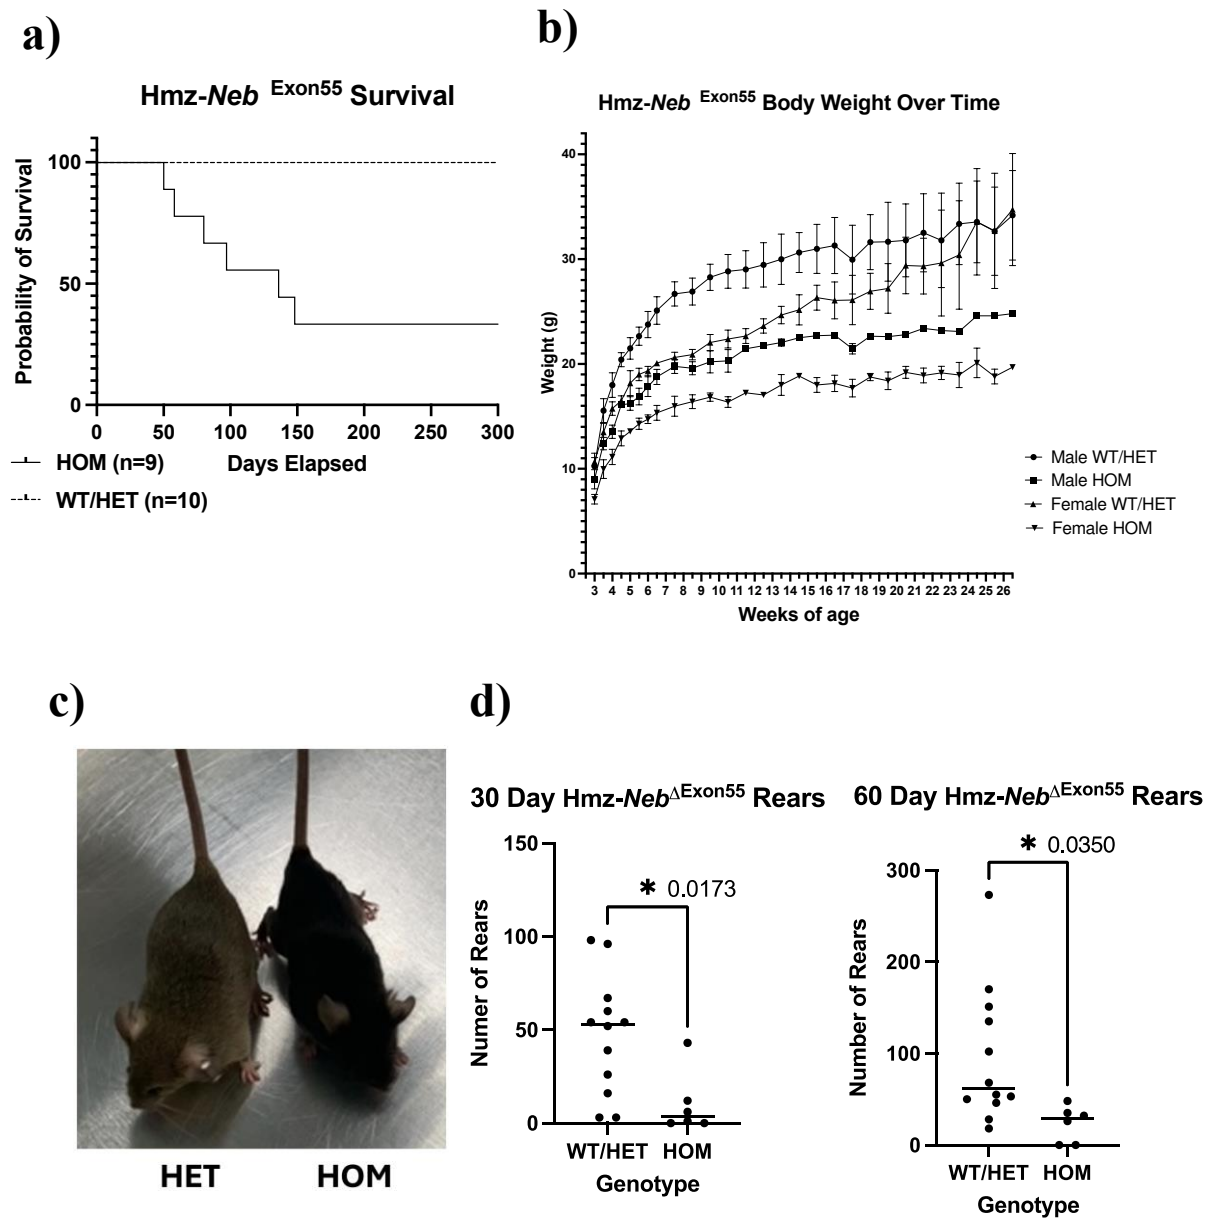 a)
Hmz-Neb Exon55 Survival
Probability of Survival
100
50
0
0 50 100 150 200 250 300
Days Elapsed
HOM (n=9)
WT/HET (n=10)
b)
Hmz-Neb Exon55 Body Weight Over Time
Weight (g)
40
30
20
10
0
3 4 5 6 7 8 9 10 11 12 13 14 15 16 17 18 19 20 21 22 23 24 25 26
Weeks of age
Male WT/HET
Male HOM
Female WT/HET
Female HOM
c)
HET HOM
d)
30 Day Hmz-NebΔExon55 Rears
Numer of Rears
150
100
50
0
* 0.0173
WT/HET HOM
Genotype
60 Day Hmz-NebΔExon55 Rears
Number of Rears
300
200
100
0
* 0.0350
WT/HET HOM
Genotype